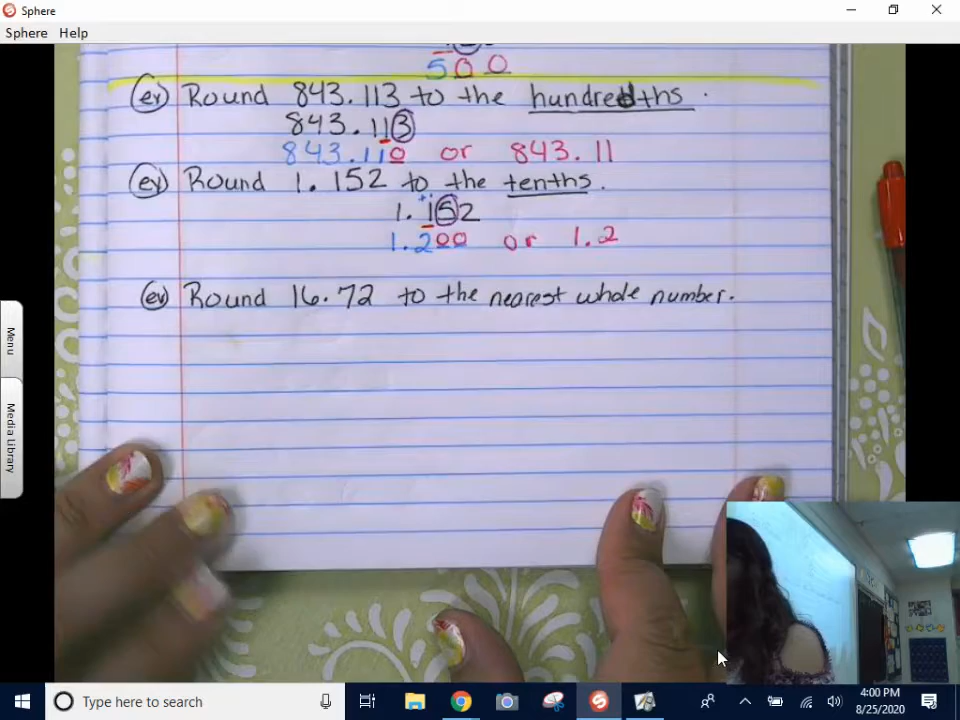 Sphere
Sphere Help
500
ex Round 843.113 to the hundredths.
843.113
843.110 or 843.11
ex Round 1.152 to the tenths.
+1
1.152
1.200 or 1.2
ex Round 16.72 to the nearest whole number.
Menu
Media Library
Type here to search
4:00 PM
8/25/2020